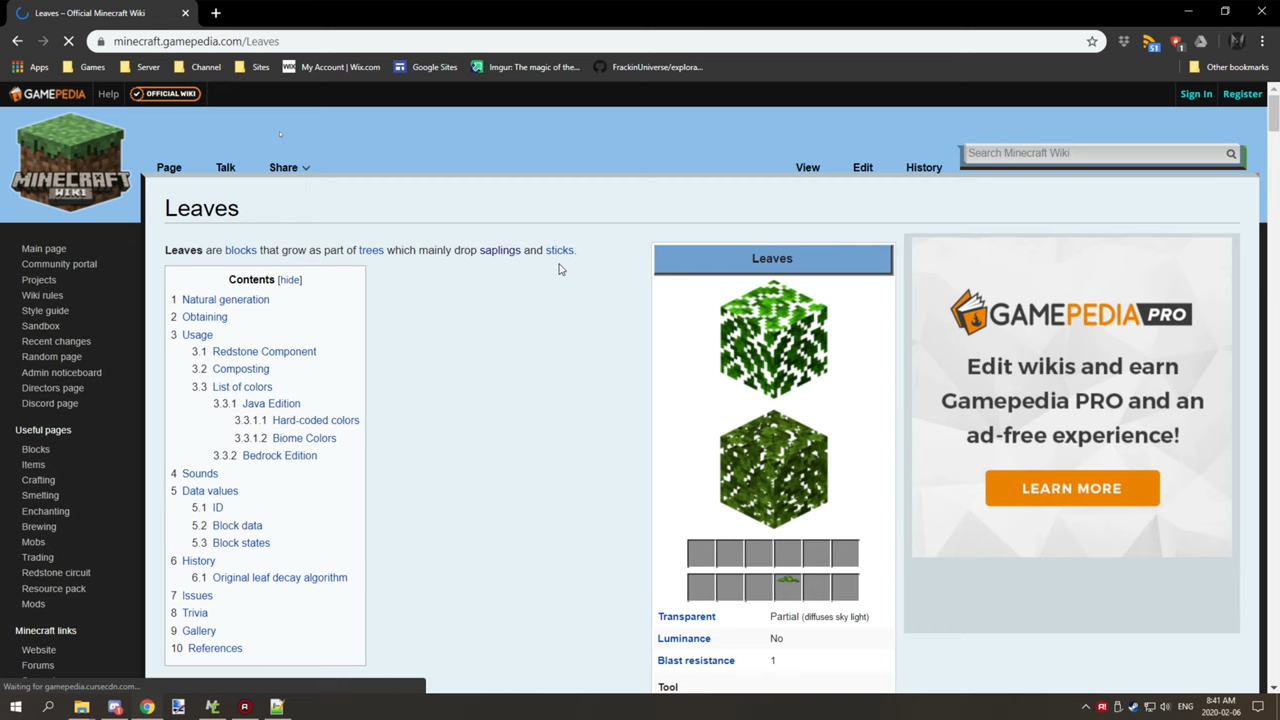 Leaves – Official Minecraft Wiki
minecraft.gamepedia.com/Leaves
51
1
Apps Games Server Channel Sites My Account | Wix.com Google Sites Imgur: The magic of the... FrackinUniverse/explora... Other bookmarks
WIX
GAMEPEDIA Help OFFICIAL WIKI Sign In Register
MINECRAFT
WIKI
Page Talk Share View Edit History Search Minecraft Wiki
Leaves
Leaves are blocks that grow as part of trees which mainly drop saplings and sticks.
Main page
Community portal
Projects
Wiki rules
Style guide
Sandbox
Recent changes
Random page
Admin noticeboard
Directors page
Discord page
Useful pages
Blocks
Items
Crafting
Smelting
Enchanting
Brewing
Mobs
Trading
Redstone circuit
Resource pack
Mods
Minecraft links
Website
Forums
Contents [hide]
1 Natural generation
2 Obtaining
3 Usage
3.1 Redstone Component
3.2 Composting
3.3 List of colors
3.3.1 Java Edition
3.3.1.1 Hard-coded colors
3.3.1.2 Biome Colors
3.3.2 Bedrock Edition
4 Sounds
5 Data values
5.1 ID
5.2 Block data
5.3 Block states
6 History
6.1 Original leaf decay algorithm
7 Issues
8 Trivia
9 Gallery
10 References
Leaves
Transparent Partial (diffuses sky light)
Luminance No
Blast resistance 1
Tool
GAMEPEDIA PRO
Edit wikis and earn
Gamepedia PRO and an
ad-free experience!
LEARN MORE
Waiting for gamepedia.cursecdn.com...
ENG
8:41 AM
2020-02-06